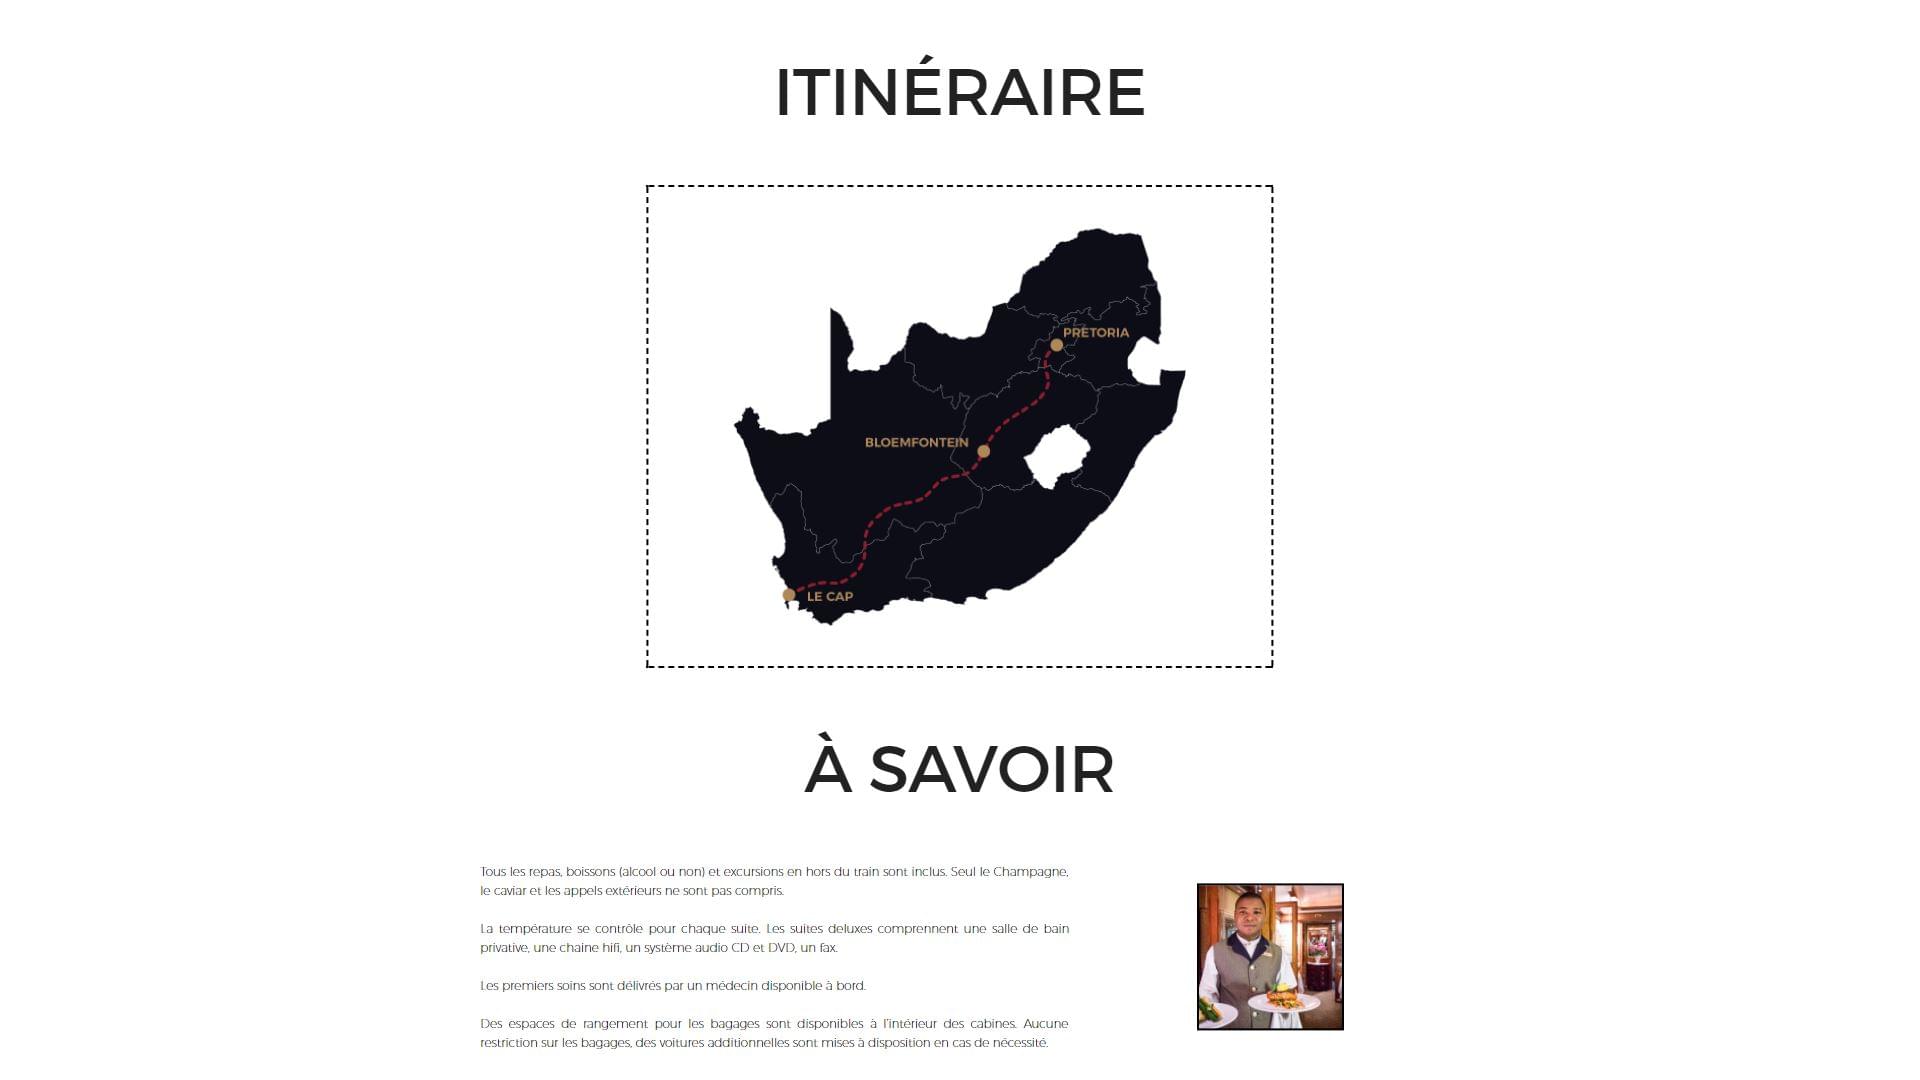 ITINÉRAIRE
PRETORIA
BLOEMFONTEIN
LE CAP
À SAVOIR
Tous les repas, boissons (alcool ou non) et excursions en hors du train sont inclus. Seul le Champagne,
le caviar et les appels extérieurs ne sont pas compris.
La température se contrôle pour chaque suite. Les suites deluxes comprennent une salle de bain
privative, une chaine hifi, un système audio CD et DVD, un fax.
Les premiers soins sont délivrés par un médecin disponible à bord.
Des espaces de rangement pour les bagages sont disponibles à l'intérieur des cabines. Aucune
restriction sur les bagages, des voitures additionnelles sont mises à disposition en cas de nécessité.